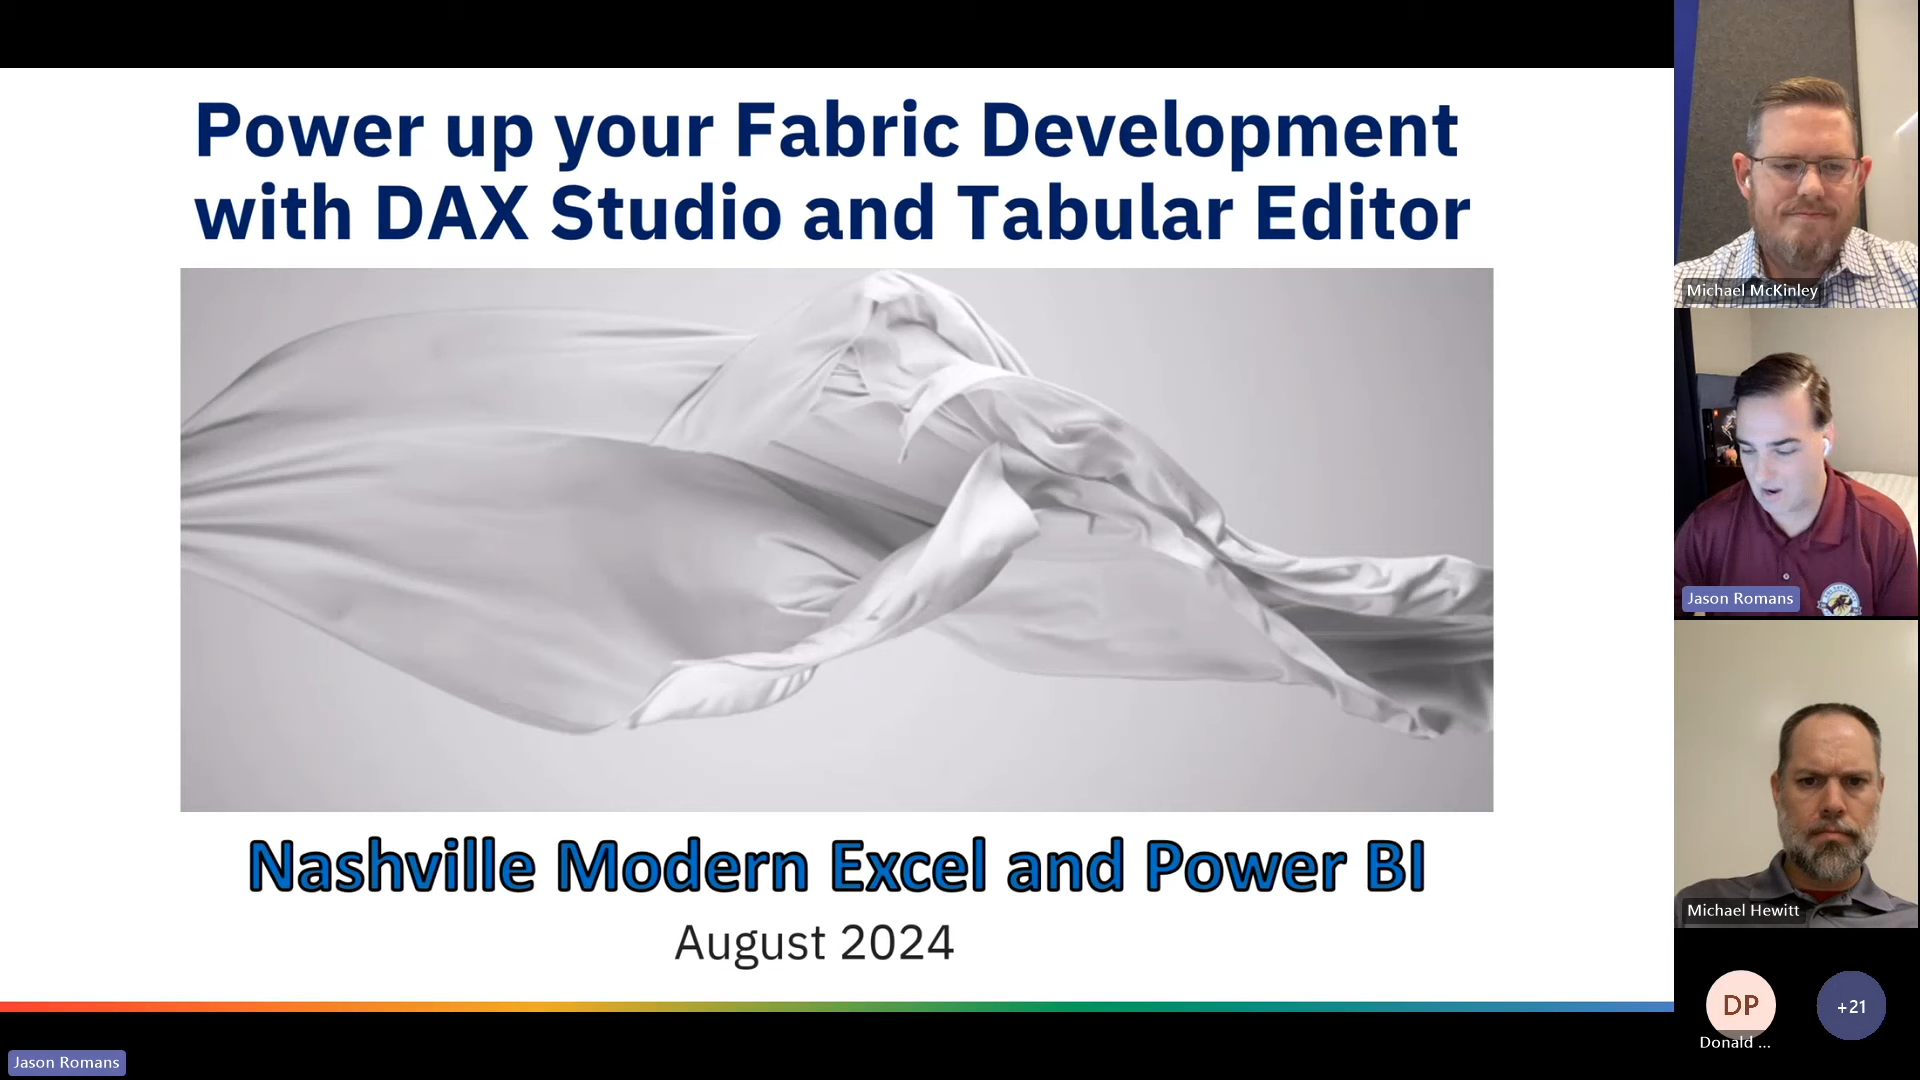 Power up your Fabric Development
with DAX Studio and Tabular Editor
Nashville Modern Excel and Power BI
August 2024
Jason Romans
Michael McKinley
Jason Romans
Michael Hewitt
DP
Donald ...
+21